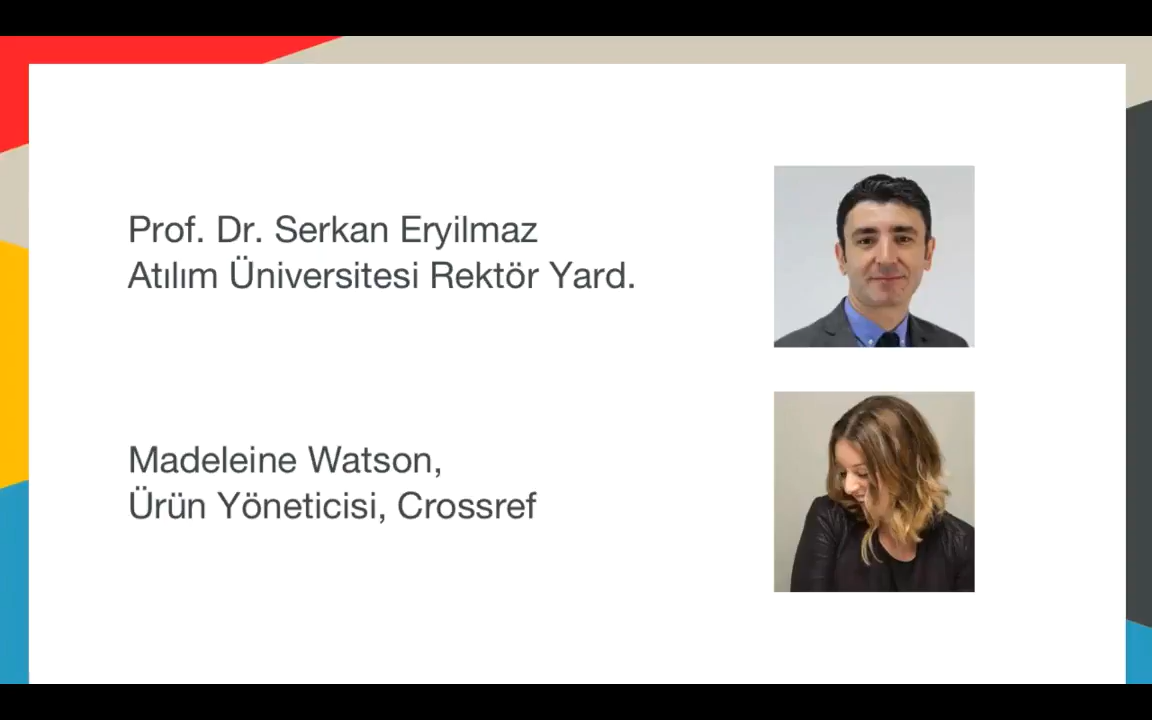 Prof. Dr. Serkan Eryilmaz
Atılım Üniversitesi Rektör Yard.
Madeleine Watson,
Ürün Yöneticisi, Crossref